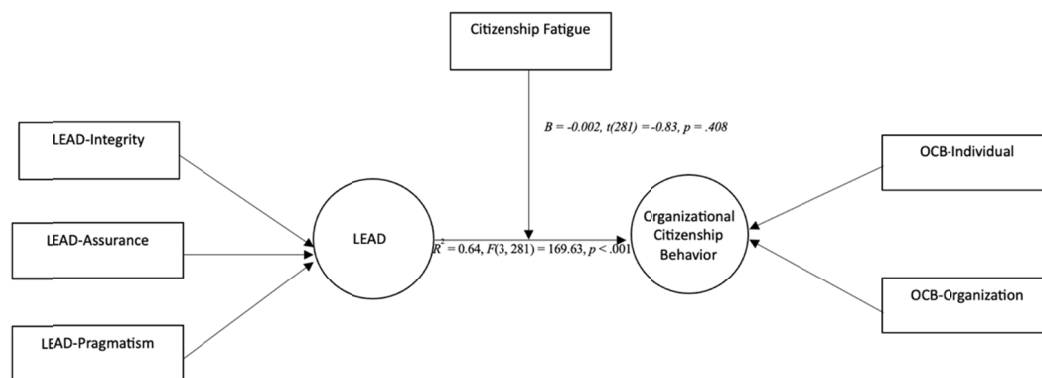 Citizenship Fatigue
B = -0.002, t(281) =-0.83, p = .408
LEAD-Integrity
OCB-Individual
LEAD-Assurance
LEAD
R² = 0.64, F(3, 281) = 169.63, p < .001
Organizational
Citizenship
Behavior
OCB-Organization
LEAD-Pragmatism